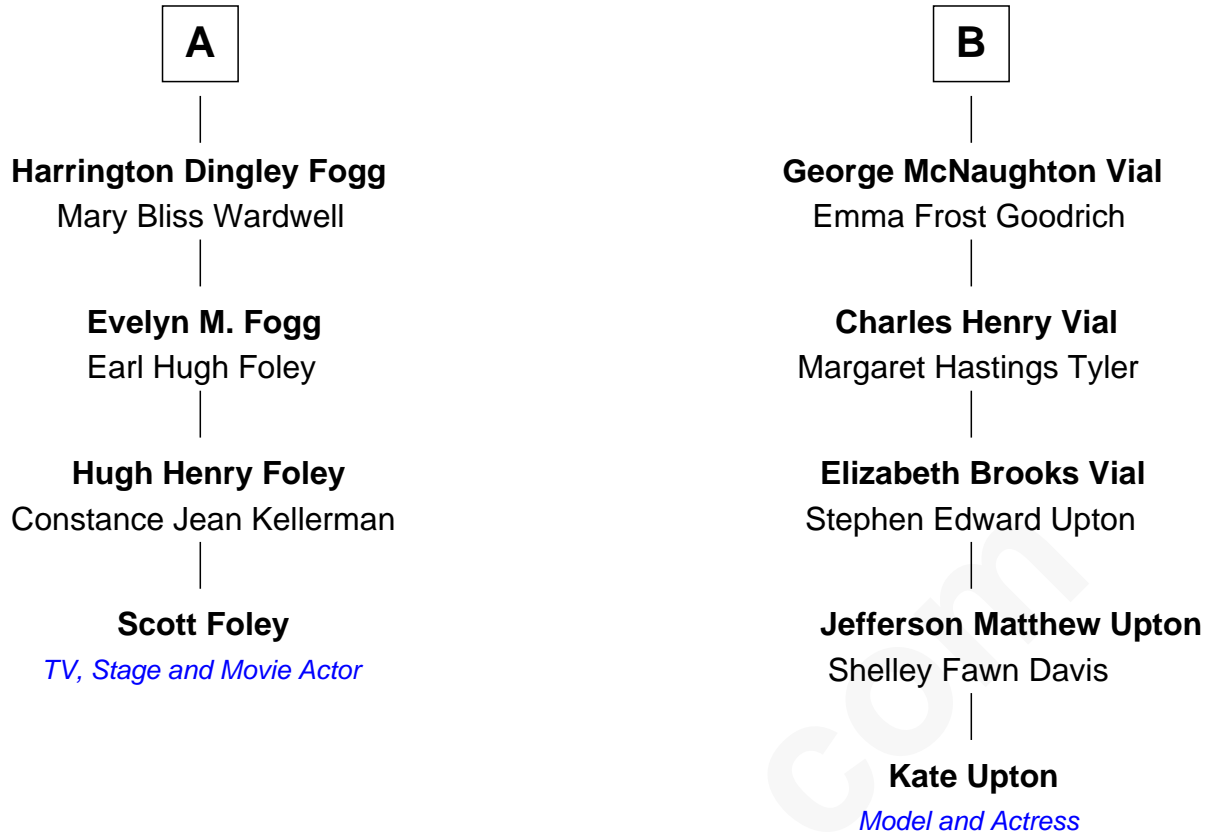 A
Harrington Dingley Fogg
Mary Bliss Wardwell
Evelyn M. Fogg
Earl Hugh Foley
Hugh Henry Foley
Constance Jean Kellerman
Scott Foley
TV, Stage and Movie Actor
B
George McNaughton Vial
Emma Frost Goodrich
Charles Henry Vial
Margaret Hastings Tyler
Elizabeth Brooks Vial
Stephen Edward Upton
Jefferson Matthew Upton
Shelley Fawn Davis
Kate Upton
Model and Actress
com